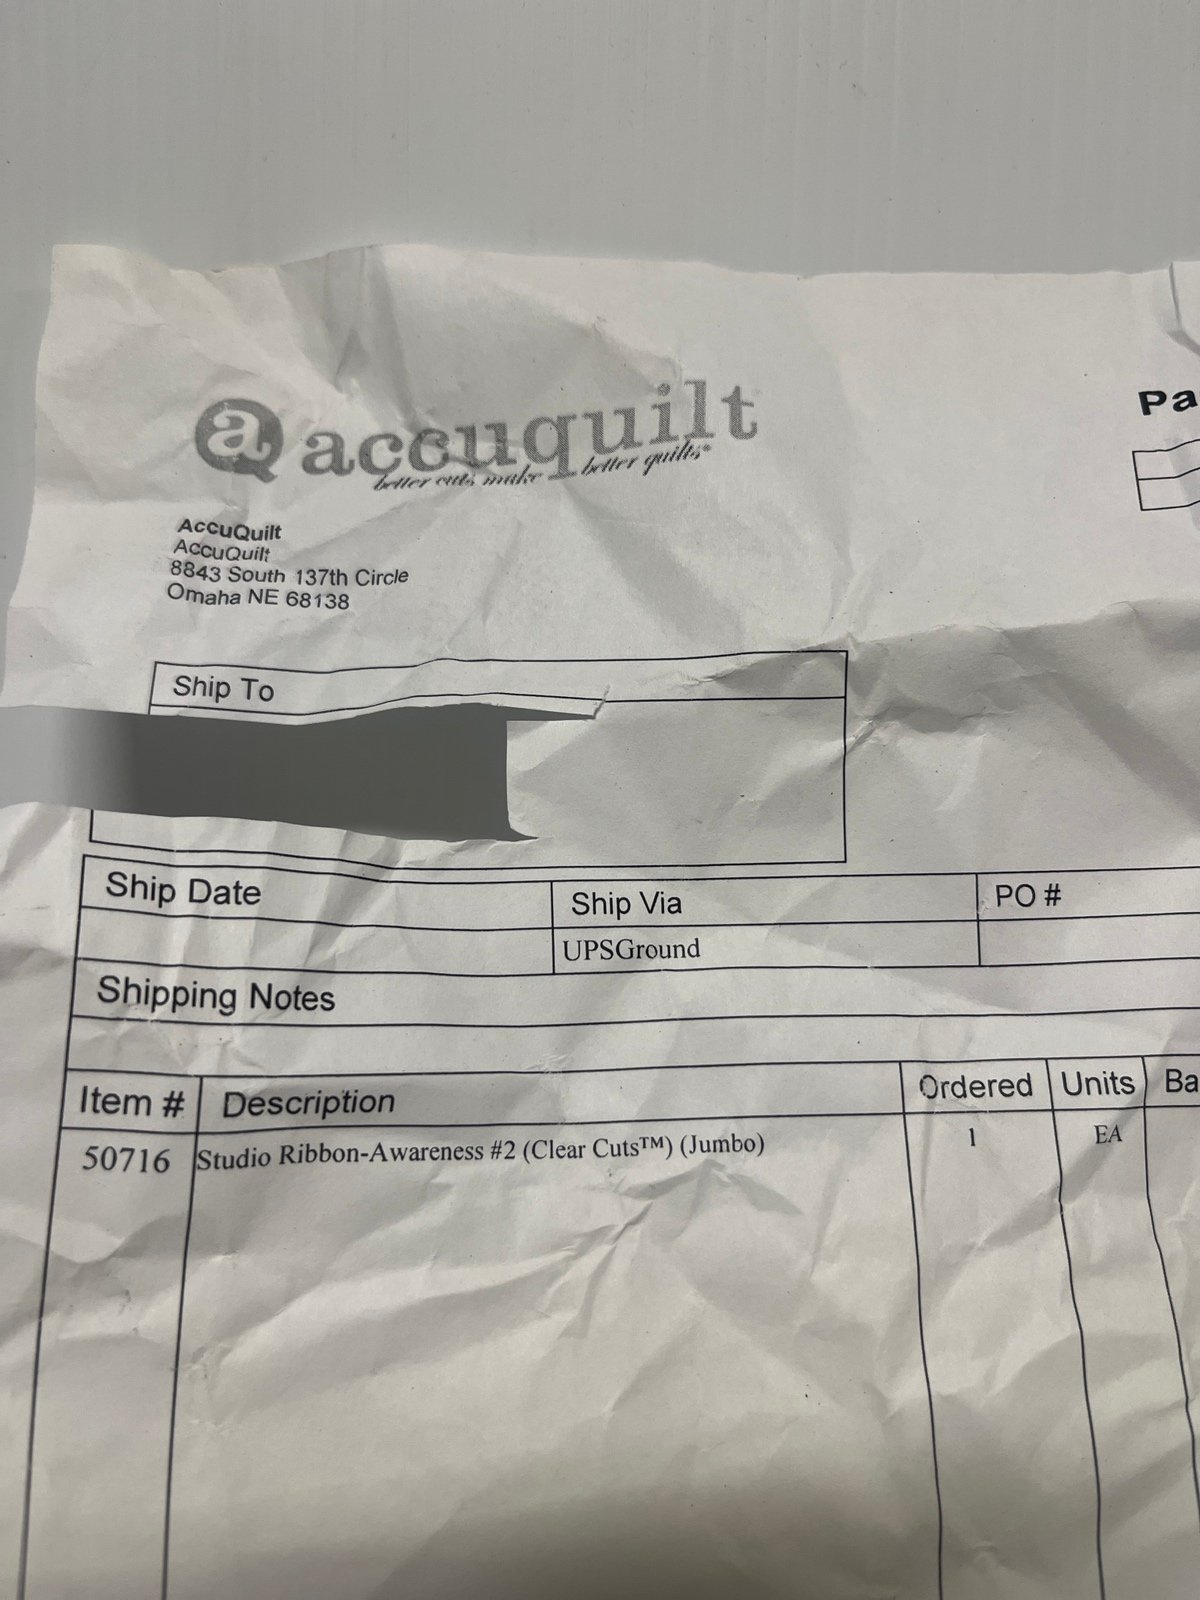 a accuquilt
better cuts make better quilts®
Pa
AccuQuilt
AccuQuilt
8843 South 137th Circle
Omaha NE 68138
Ship To
Ship Date Ship Via PO #
UPSGround
Shipping Notes
Item # Description Ordered Units Ba
50716 Studio Ribbon-Awareness #2 (Clear Cuts™) (Jumbo) 1 EA